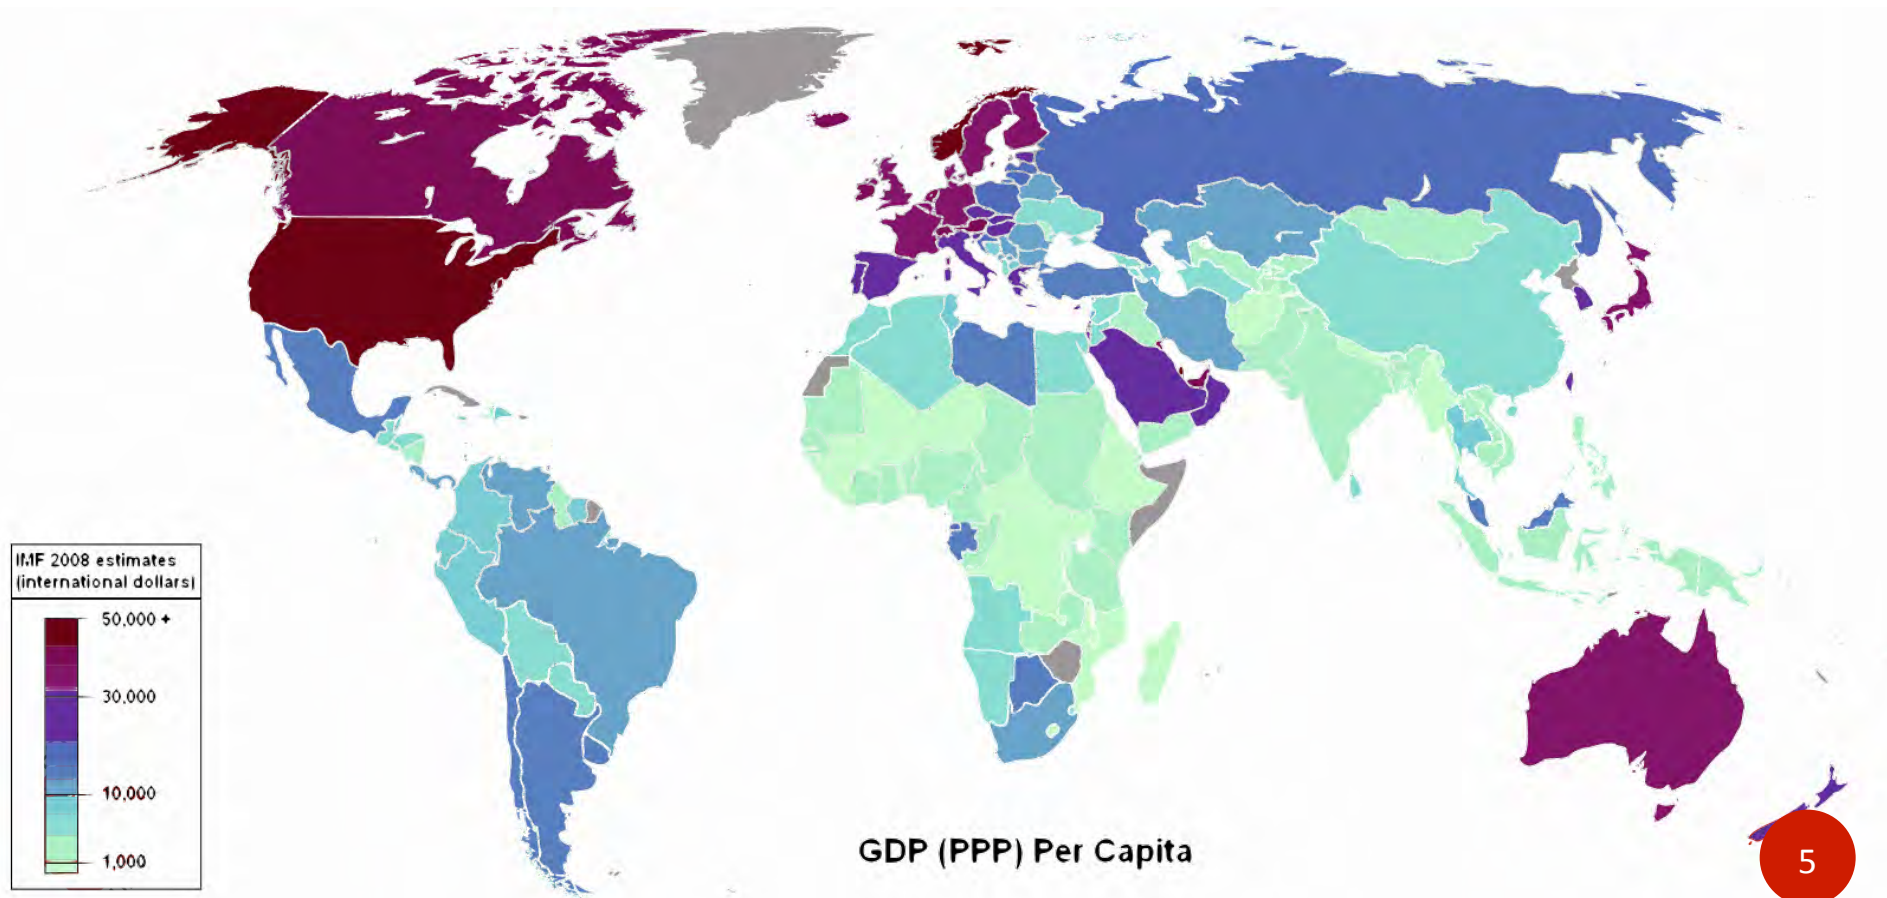 IMF 2008 estimates
(international dollars)
50,000 +
30,000
10,000
1,000
GDP (PPP) Per Capita
5